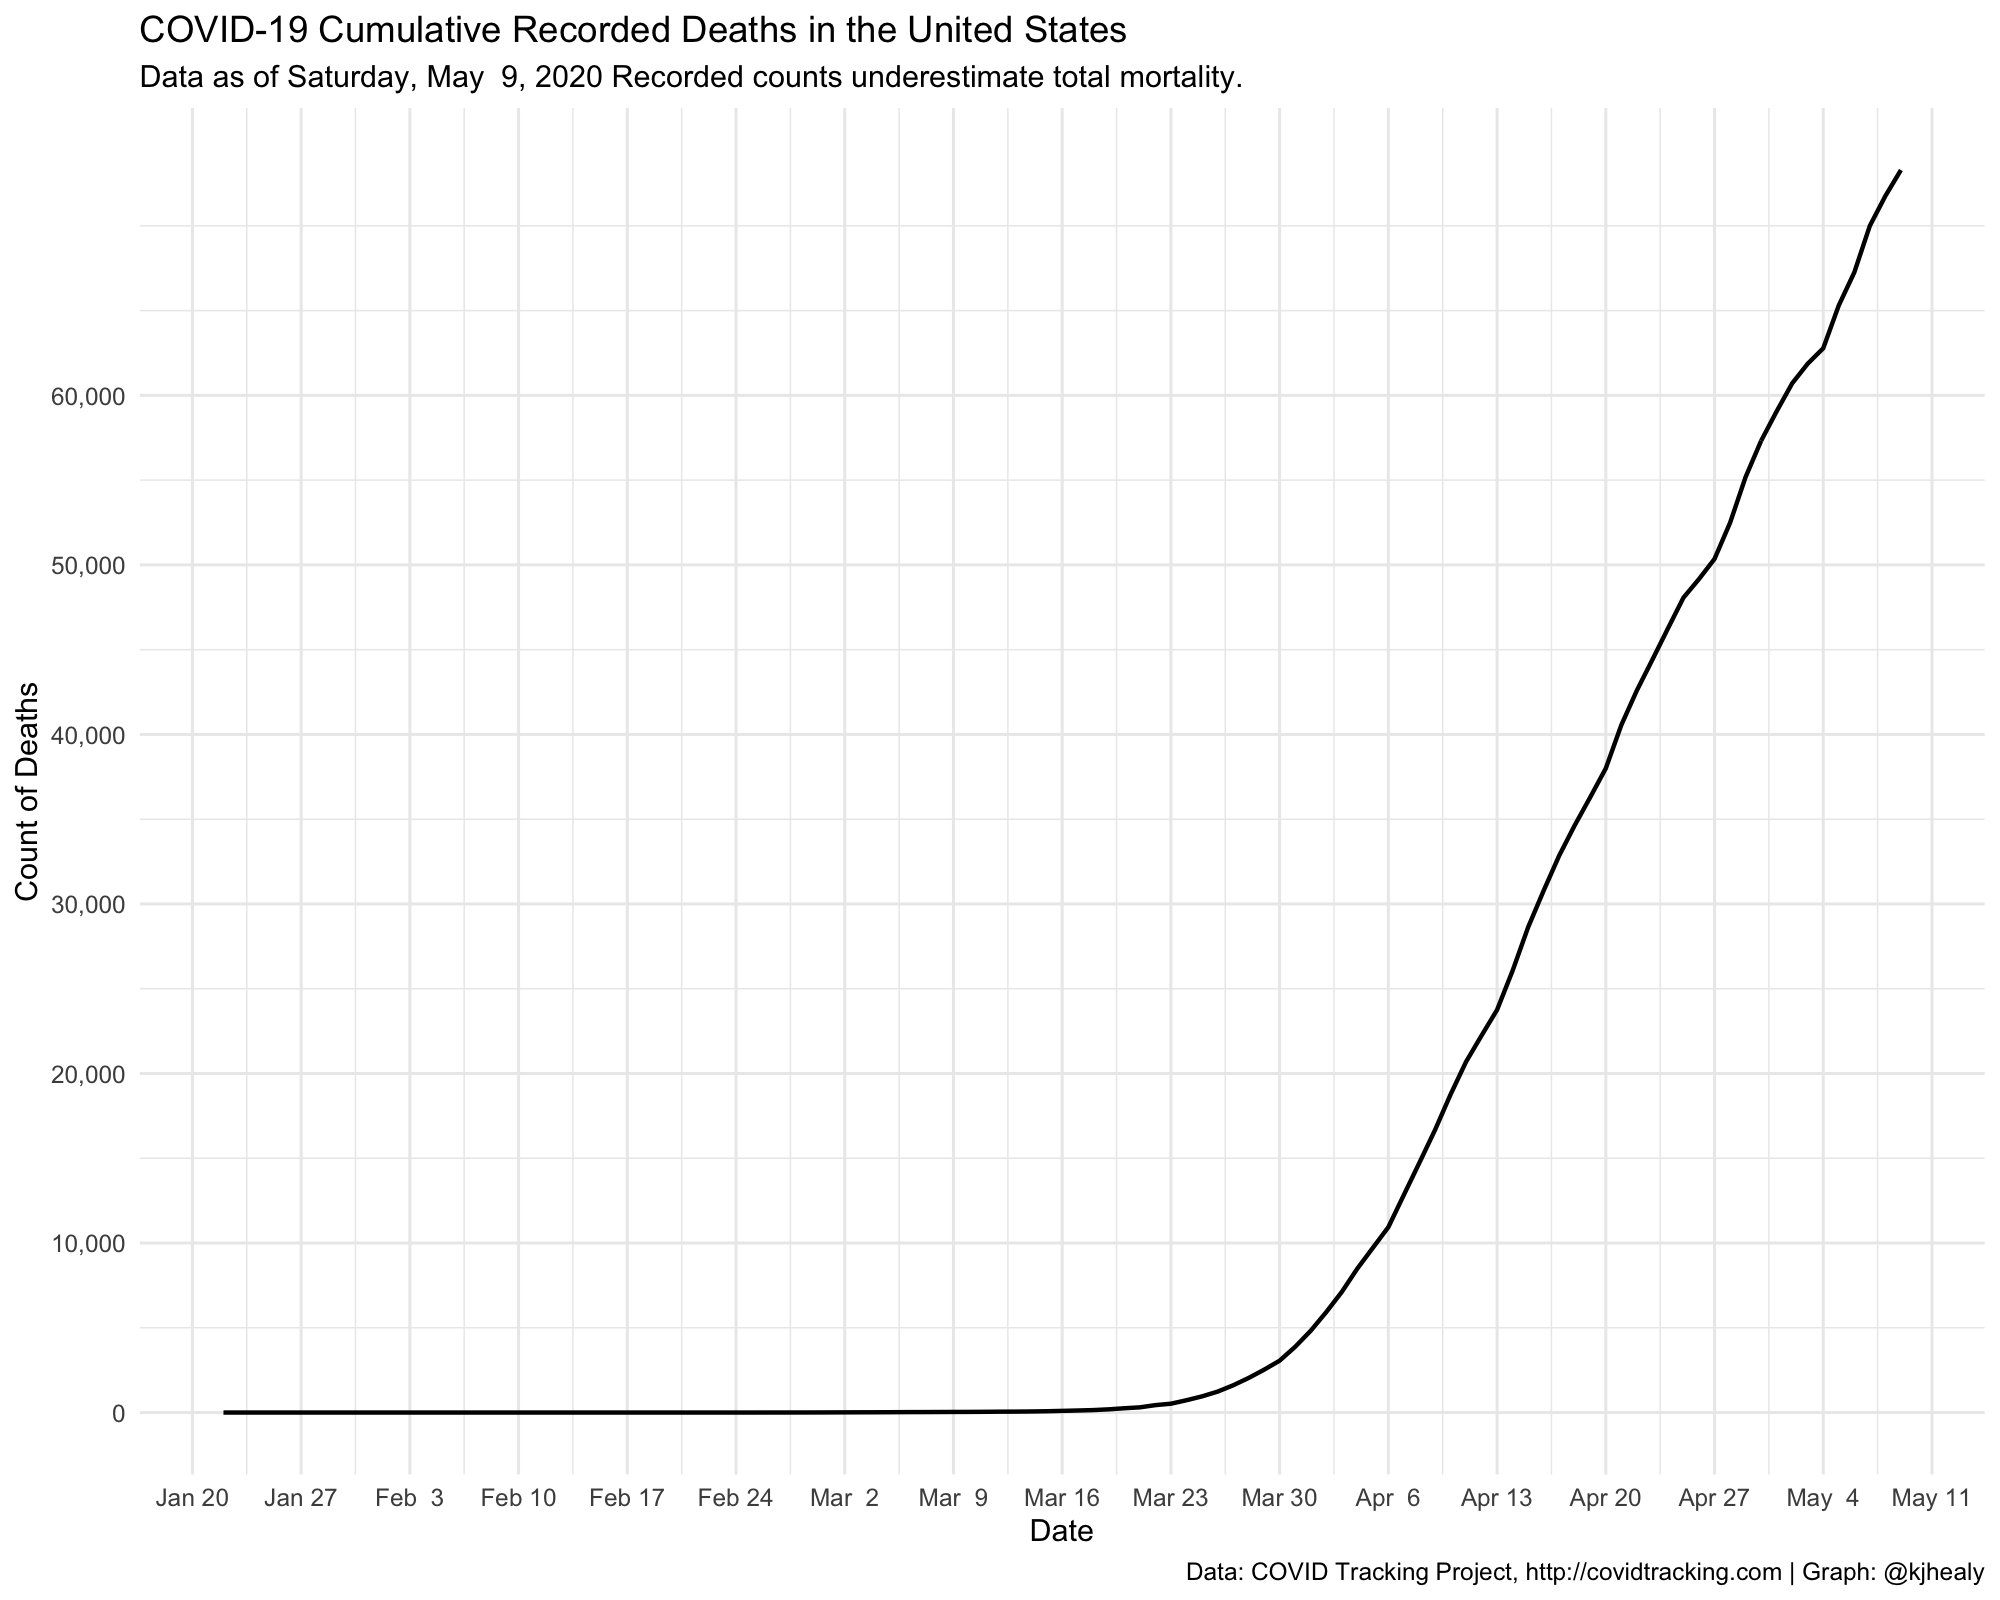 COVID-19 Cumulative Recorded Deaths in the United States
Data as of Saturday, May  9, 2020 Recorded counts underestimate total mortality.
Count of Deaths
60,000
50,000
40,000
30,000
20,000
10,000
0
Jan 20 Jan 27 Feb  3 Feb 10 Feb 17 Feb 24 Mar  2 Mar  9 Mar 16 Mar 23 Mar 30 Apr  6 Apr 13 Apr 20 Apr 27 May  4 May 11
Date
Data: COVID Tracking Project, http://covidtracking.com | Graph: @kjhealy